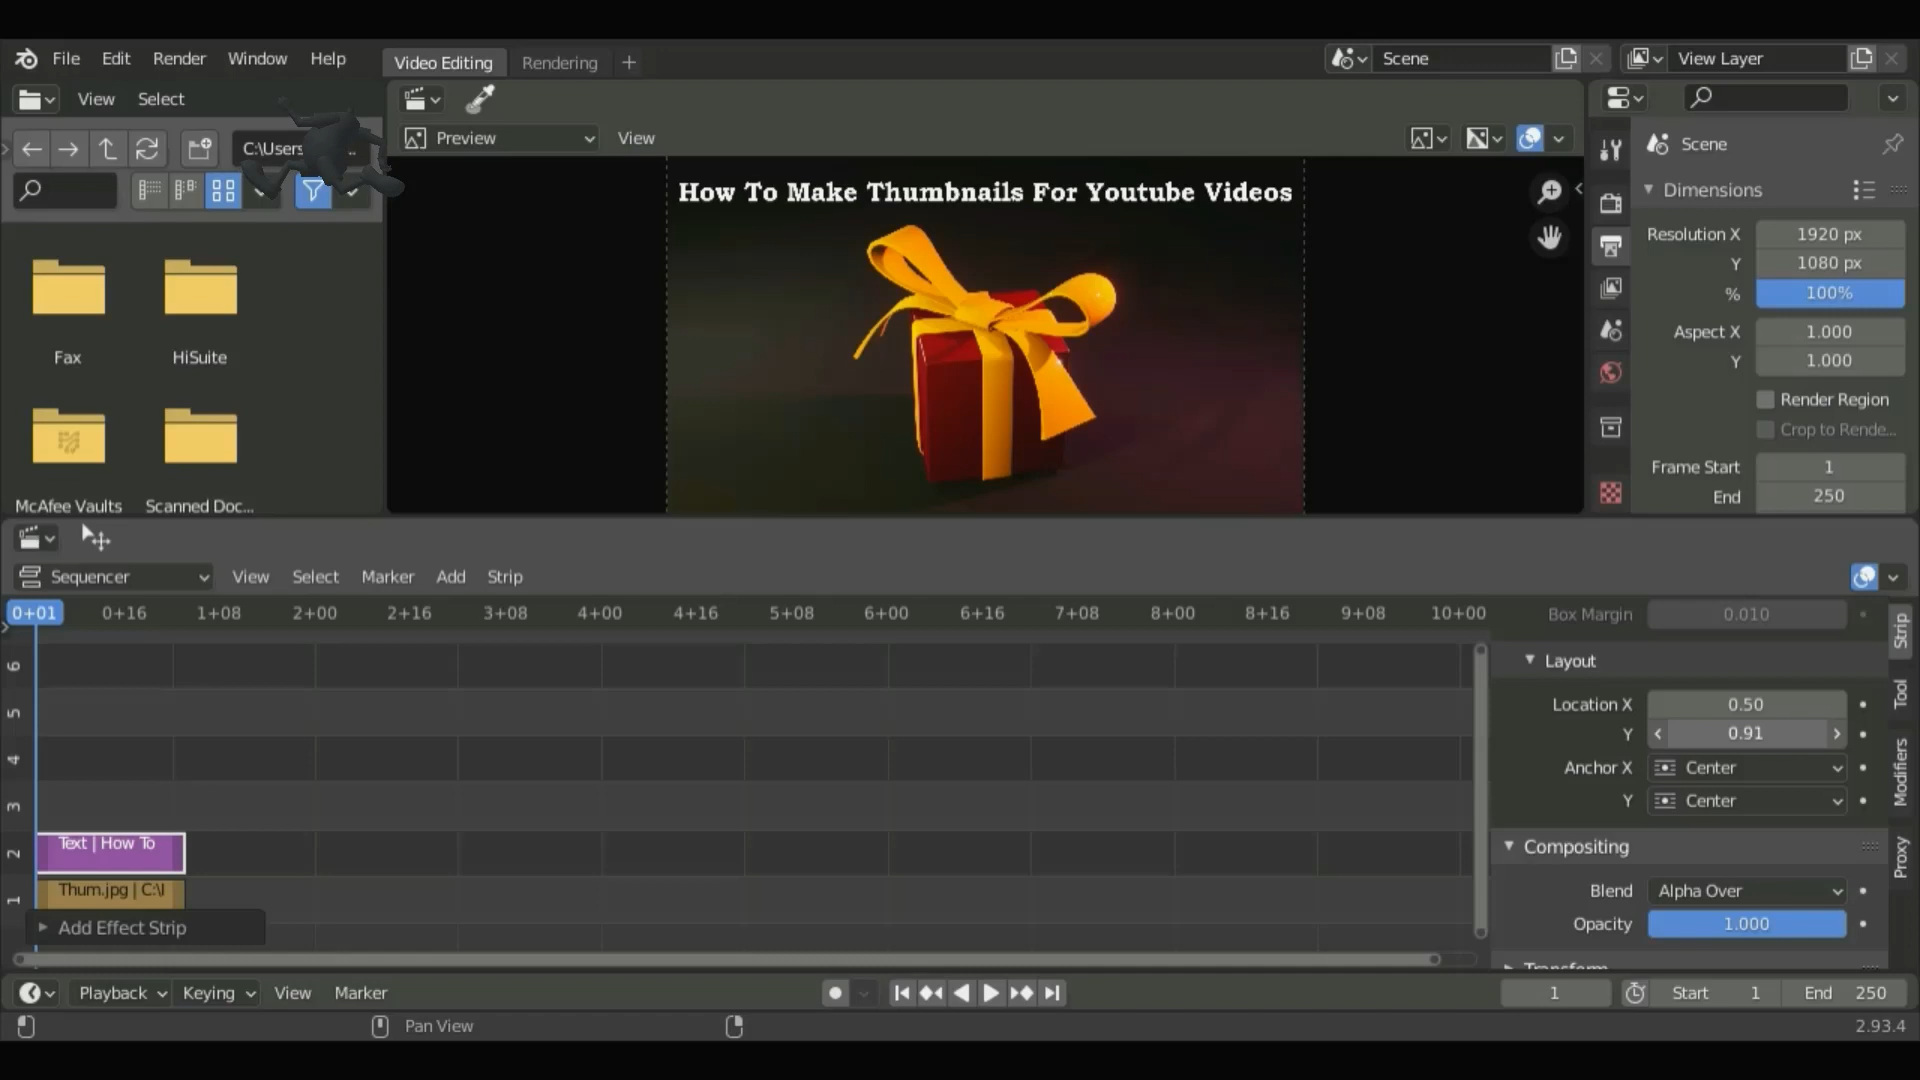 File Edit Render Window Help Video Editing Rendering + Scene View Layer
View Select
Preview View
C:\Users ..
Scene
How To Make Thumbnails For Youtube Videos
Dimensions
Resolution X 1920 px
Y 1080 px
% 100%
Aspect X 1.000
Y 1.000
Render Region
Crop to Rende...
Frame Start 1
End 250
Fax HiSuite
McAfee Vaults Scanned Doc...
Sequencer View Select Marker Add Strip
0+01 0+16 1+08 2+00 2+16 3+08 4+00 4+16 5+08 6+00 6+16 7+08 8+00 8+16 9+08 10+00
6
5
4
3
2
1
Text | How To
Thum.jpg | C:\I
Add Effect Strip
Box Margin 0.010
Layout
Location X 0.50
Y 0.91
Anchor X Center
Y Center
Compositing
Blend Alpha Over
Opacity 1.000
Transform
Strip
Tool
Modifiers
Proxy
Playback Keying View Marker 1 Start 1 End 250
Pan View 2.93.4